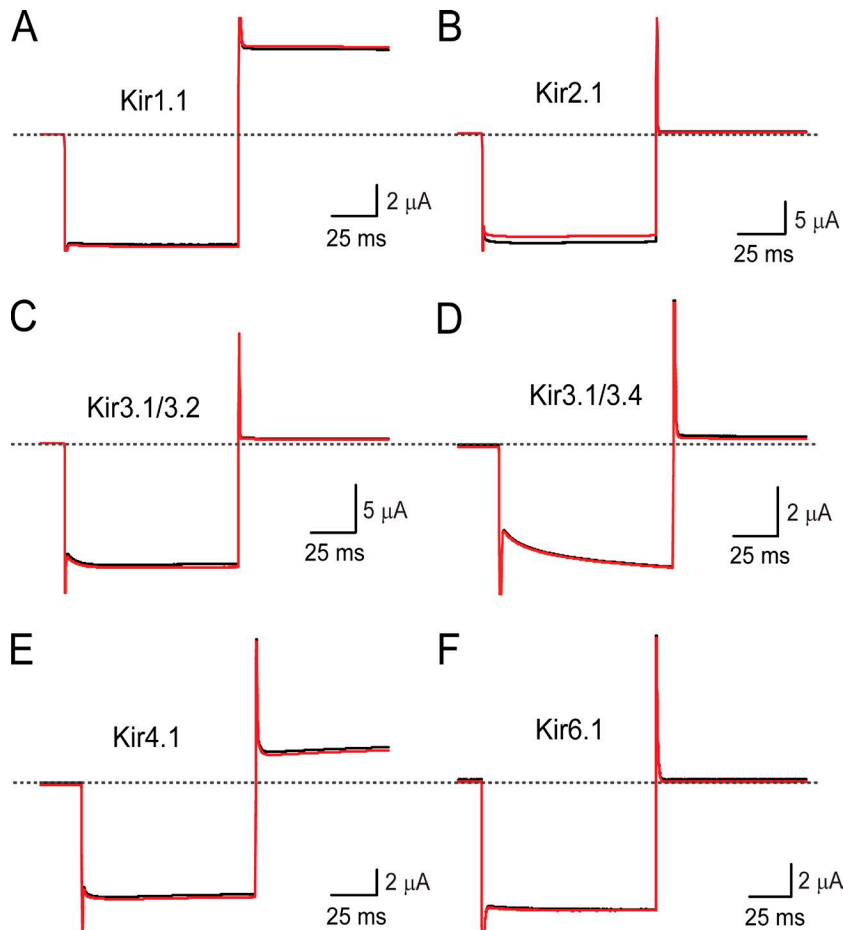 A
Kir1.1
2 μA
25 ms
B
Kir2.1
5 μA
25 ms
C
Kir3.1/3.2
5 μA
25 ms
D
Kir3.1/3.4
2 μA
25 ms
E
Kir4.1
2 μA
25 ms
F
Kir6.1
2 μA
25 ms